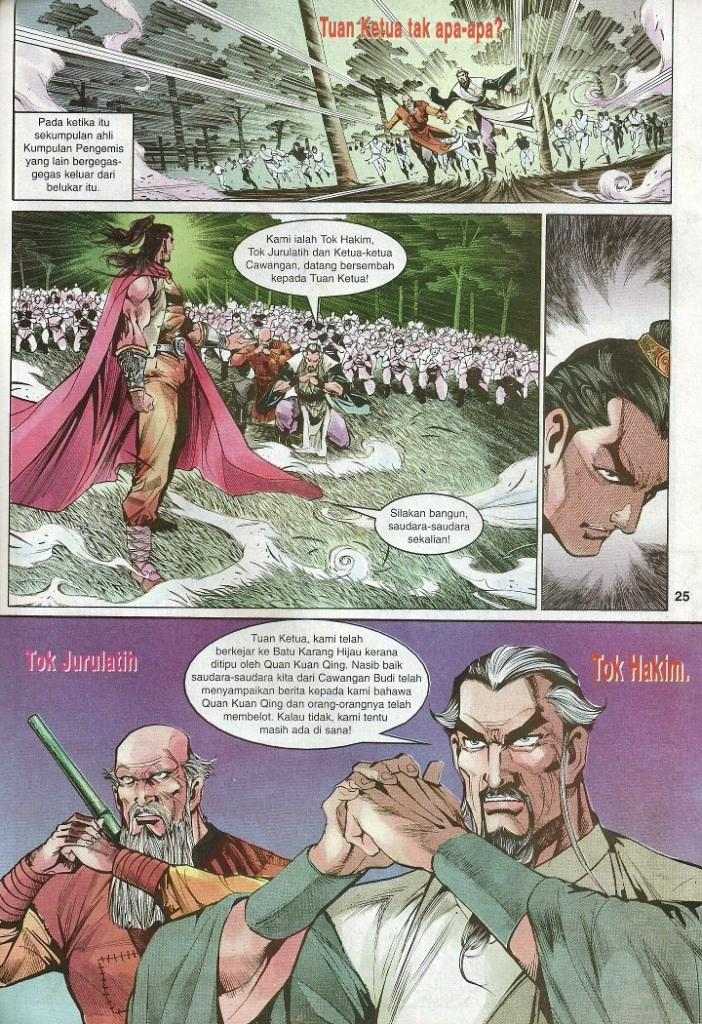 Tuan Ketua tak apa-apa?
Pada ketika itu
sekumpulan ahli
Kumpulan Pengemis
yang lain bergegas-
gegas keluar dari
belukar itu.
Kami ialah Tok Hakim,
Tok Jurulatih dan Ketua-ketua
Cawangan, datang bersembah
kepada Tuan Ketua!
Silakan bangun,
saudara-saudara
sekalian!
25
Tuan Ketua, kami telah
berkejar ke Batu Karang Hijau kerana
ditipu oleh Quan Kuan Qing. Nasib baik
saudara-saudara kita dari Cawangan Budi telah
menyampaikan berita kepada kami bahawa
Quan Kuan Qing dan orang-orangnya telah
membelot. Kalau tidak, kami tentu
masih ada di sana!
Tok Jurulatih
Tok Hakim.